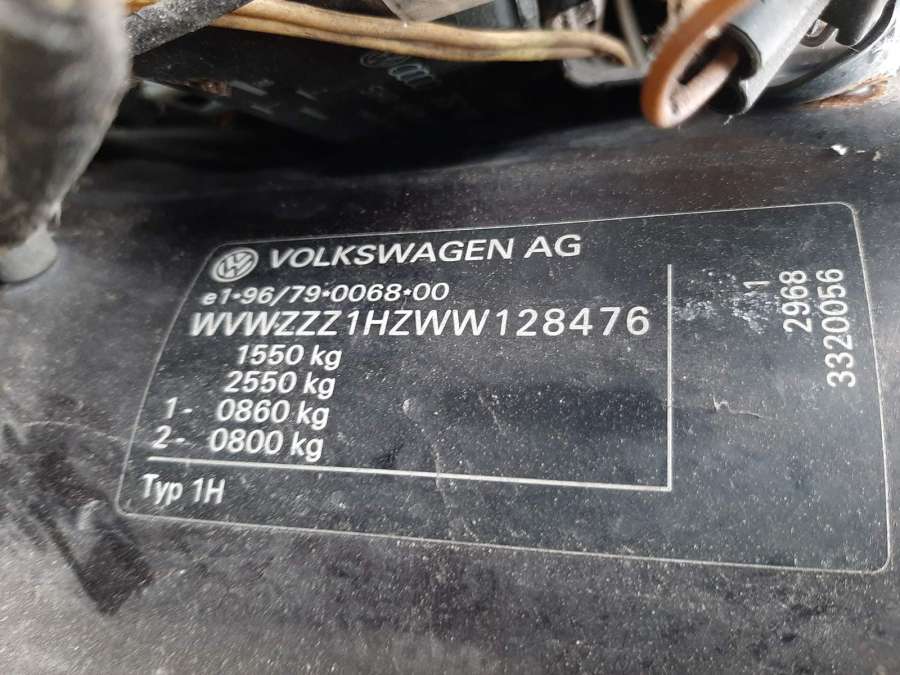 VOLKSWAGEN AG
e1*96/79*0068*00
WVWZZZ1HZWW128476
1550 kg
2550 kg
1- 0860 kg
2- 0800 kg
Typ 1H
1
2968
3320056